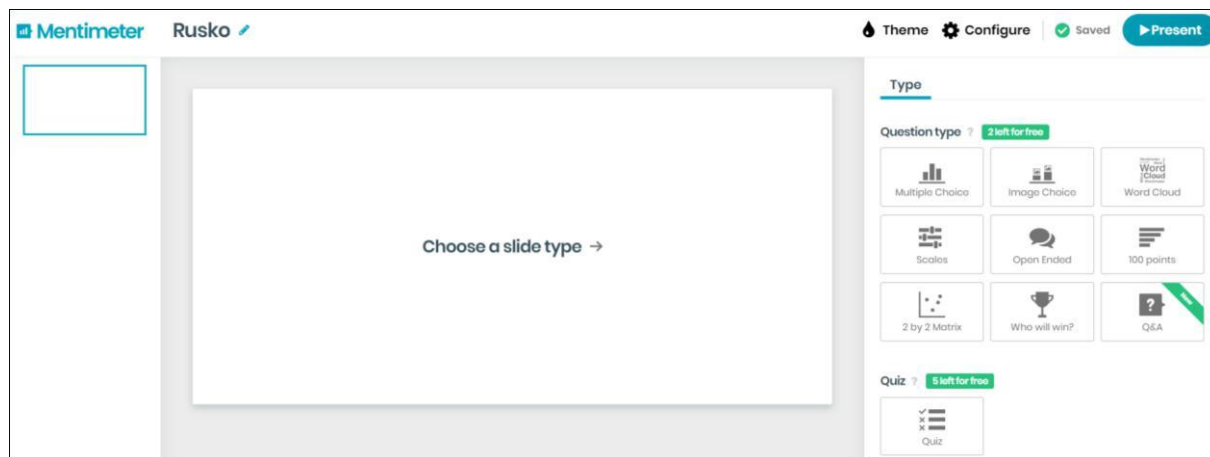 Mentimeter Rusko Theme Configure Saved Present
Type
Question type ? 2 left for free
Multiple Choice Image Choice Word Cloud
Choose a slide type →
Scales Open Ended 100 points
2 by 2 Matrix Who will win? Q&A
New
Quiz ? 5 left for free
Quiz